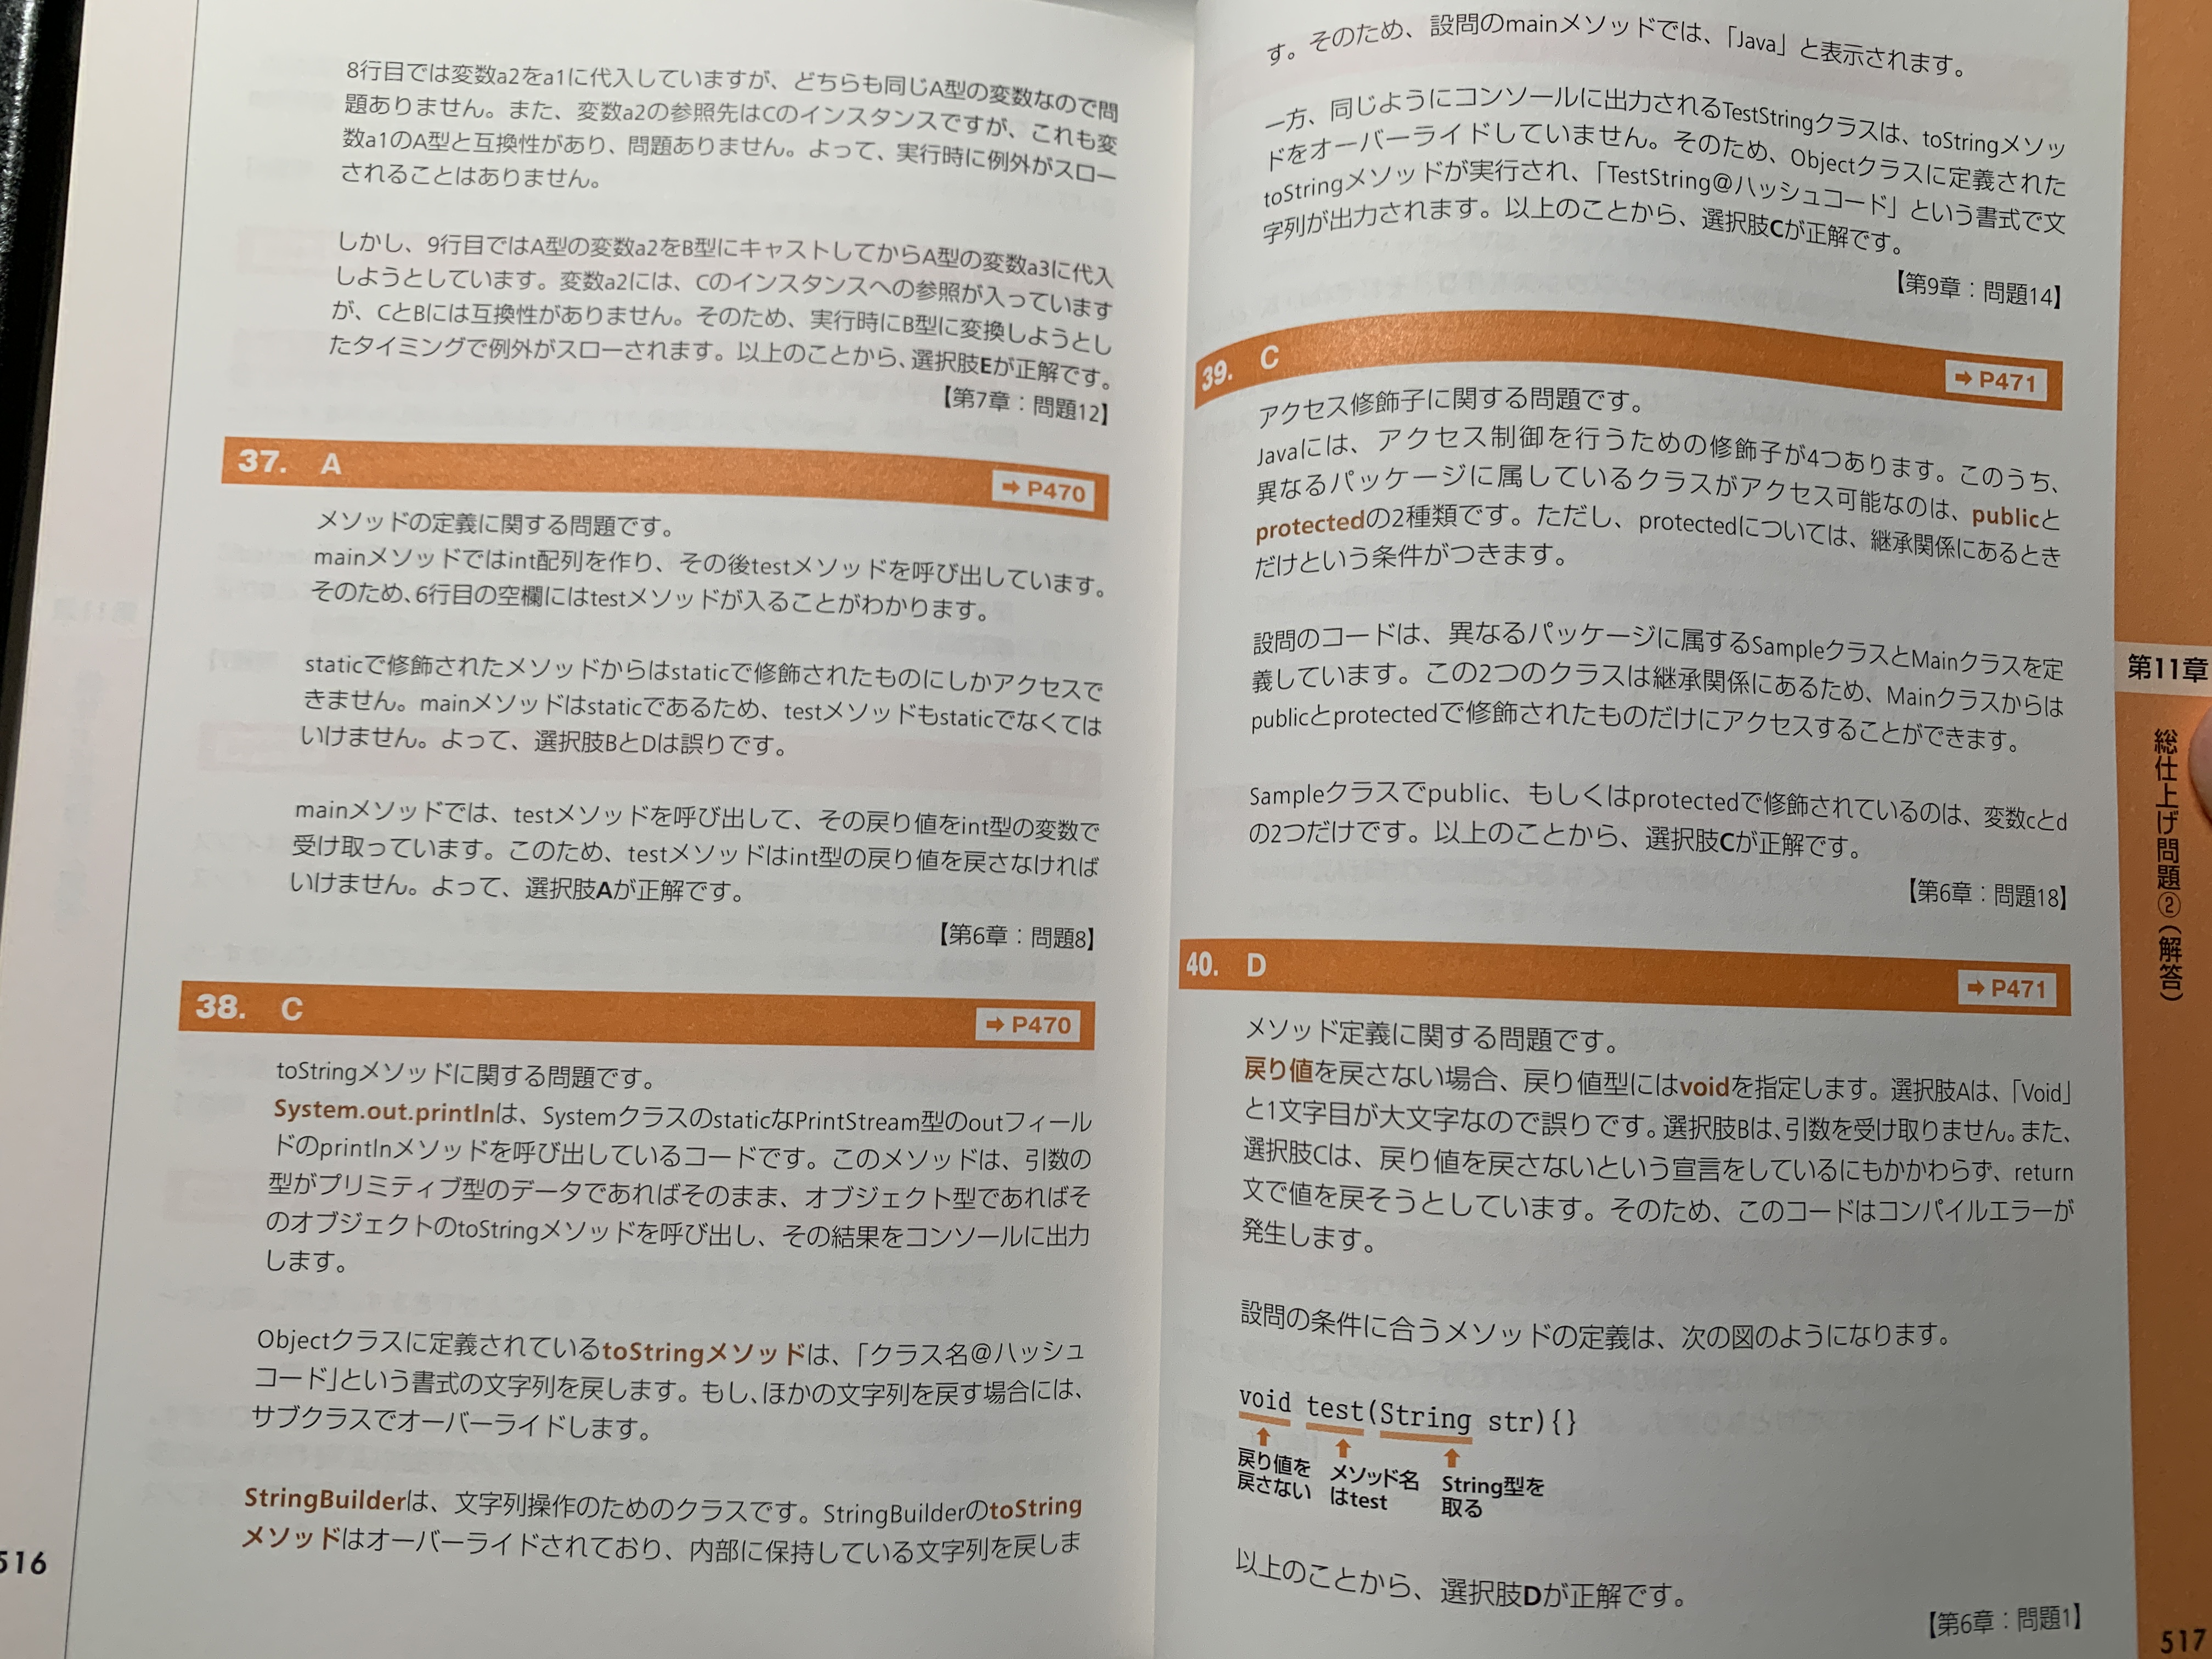 8行目では変数a2をa1に代入していますが、どちらも同じA型の変数なので問
題ありません。また、変数a2の参照先はCのインスタンスですが、これも変
数a1のA型と互換性があり、問題ありません。よって、実行時に例外がスロー
されることはありません。
しかし、9行目ではA型の変数a2をB型にキャストしてからA型の変数a3に代入
しようとしています。変数a2には、Cのインスタンスへの参照が入っています
が、CとBには互換性がありません。そのため、実行時にB型に変換しようとし
たタイミングで例外がスローされます。以上のことから、選択肢Eが正解です。
【第7章：問題12】
37. A
➡ P470
メソッドの定義に関する問題です。
mainメソッドではint配列を作り、その後testメソッドを呼び出しています。
そのため、6行目の空欄にはtestメソッドが入ることがわかります。
staticで修飾されたメソッドからはstaticで修飾されたものにしかアクセスで
きません。mainメソッドはstaticであるため、testメソッドもstaticでなくては
いけません。よって、選択肢BとDは誤りです。
mainメソッドでは、testメソッドを呼び出して、その戻り値をint型の変数で
受け取っています。このため、testメソッドはint型の戻り値を戻さなければ
いけません。よって、選択肢Aが正解です。
【第6章：問題8】
38. C
➡ P470
toStringメソッドに関する問題です。
System.out.printlnは、SystemクラスのstaticなPrintStream型のoutフィール
ドのprintlnメソッドを呼び出しているコードです。このメソッドは、引数の
型がプリミティブ型のデータであればそのまま、オブジェクト型であればそ
のオブジェクトのtoStringメソッドを呼び出し、その結果をコンソールに出力
します。
Objectクラスに定義されているtoStringメソッドは、「クラス名@ハッシュ
コード」という書式の文字列を戻します。もし、ほかの文字列を戻す場合には、
サブクラスでオーバーライドします。
StringBuilderは、文字列操作のためのクラスです。StringBuilderのtoString
メソッドはオーバーライドされており、内部に保持している文字列を戻しま
516
す。そのため、設問のmainメソッドでは、「Java」と表示されます。
一方、同じようにコンソールに出力されるTestStringクラスは、toStringメソッ
ドをオーバーライドしていません。そのため、Objectクラスに定義された
toStringメソッドが実行され、「TestString@ハッシュコード」という書式で文
字列が出力されます。以上のことから、選択肢Cが正解です。
【第9章：問題14】
39. C
➡ P471
アクセス修飾子に関する問題です。
Javaには、アクセス制御を行うための修飾子が4つあります。このうち、
異なるパッケージに属しているクラスがアクセス可能なのは、publicと
protectedの2種類です。ただし、protectedについては、継承関係にあるとき
だけという条件がつきます。
設問のコードは、異なるパッケージに属するSampleクラスとMainクラスを定
義しています。この2つのクラスは継承関係にあるため、Mainクラスからは
publicとprotectedで修飾されたものだけにアクセスすることができます。
Sampleクラスでpublic、もしくはprotectedで修飾されているのは、変数cとd
の2つだけです。以上のことから、選択肢Cが正解です。
【第6章：問題18】
40. D
➡ P471
メソッド定義に関する問題です。
戻り値を戻さない場合、戻り値型にはvoidを指定します。選択肢Aは、「Void」
と1文字目が大文字なので誤りです。選択肢Bは、引数を受け取りません。また、
選択肢Cは、戻り値を戻さないという宣言をしているにもかかわらず、return
文で値を戻そうとしています。そのため、このコードはコンパイルエラーが
発生します。
設問の条件に合うメソッドの定義は、次の図のようになります。
void test(String str){}
戻り値を
戻さない
メソッド名
はtest
String型を
取る
以上のことから、選択肢Dが正解です。
【第6章：問題1】
第11章
総仕上げ問題②（解答）
517